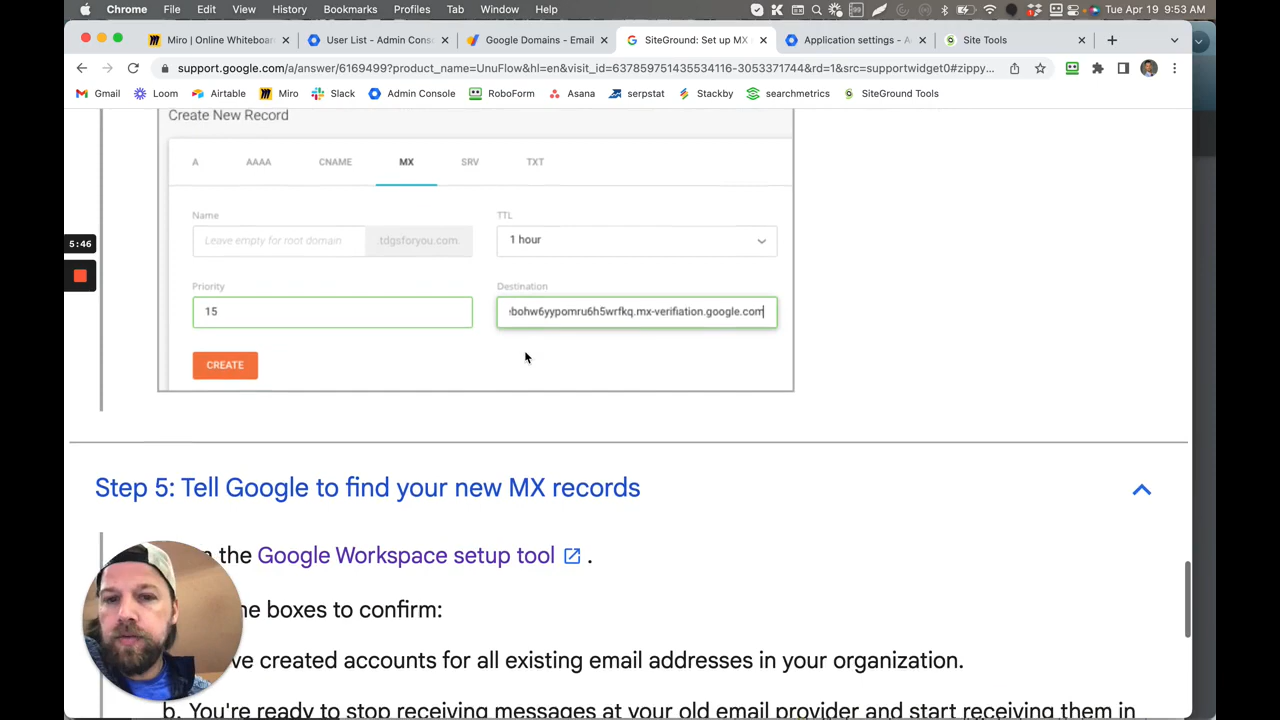 Chrome File Edit View History Bookmarks Profiles Tab Window Help Tue Apr 19 9:53 AM
Miro | Online Whiteboar User List - Admin Conso Google Domains - Email SiteGround: Set up MX Application settings - A Site Tools
support.google.com/a/answer/6169499?product_name=UnuFlow&hl=en&visit_id=637859751435534116-3053371744&rd=1&src=supportwidget0#zippy...
Gmail Loom Airtable Miro Slack Admin Console RoboForm Asana serpstat Stackby searchmetrics SiteGround Tools
Create New Record
A AAAA CNAME MX SRV TXT
Name TTL
Leave empty for root domain .tdgsforyou.com. 1 hour
5:46
Priority Destination
15 bohw6yypomru6h5wrfkq.mx-verifiation.google.com
CREATE
Step 5: Tell Google to find your new MX records
the Google Workspace setup tool .
boxes to confirm:
created accounts for all existing email addresses in your organization.
b. You're ready to stop receiving messages at your old email provider and start receiving them in